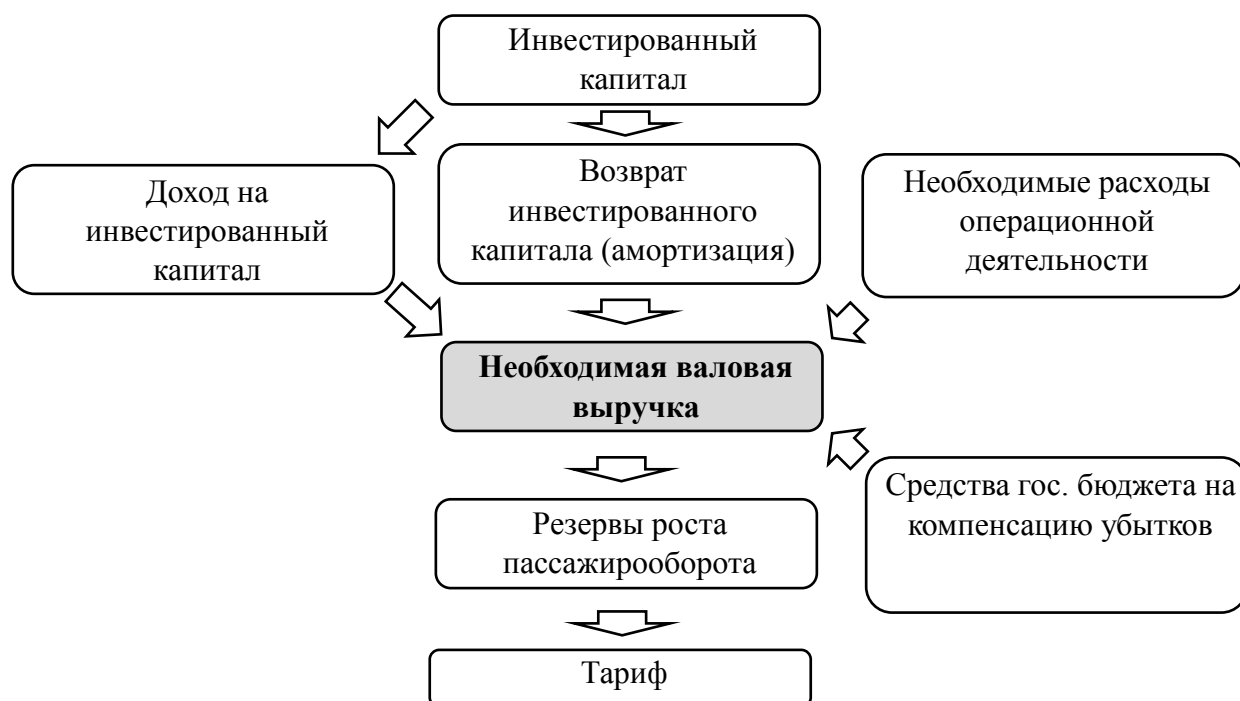 Инвестированный
капитал
Доход на
инвестированный
капитал
Возврат
инвестированного
капитала (амортизация)
Необходимые расходы
операционной
деятельности
Необходимая валовая
выручка
Средства гос. бюджета на
компенсацию убытков
Резервы роста
пассажирооборота
Тариф